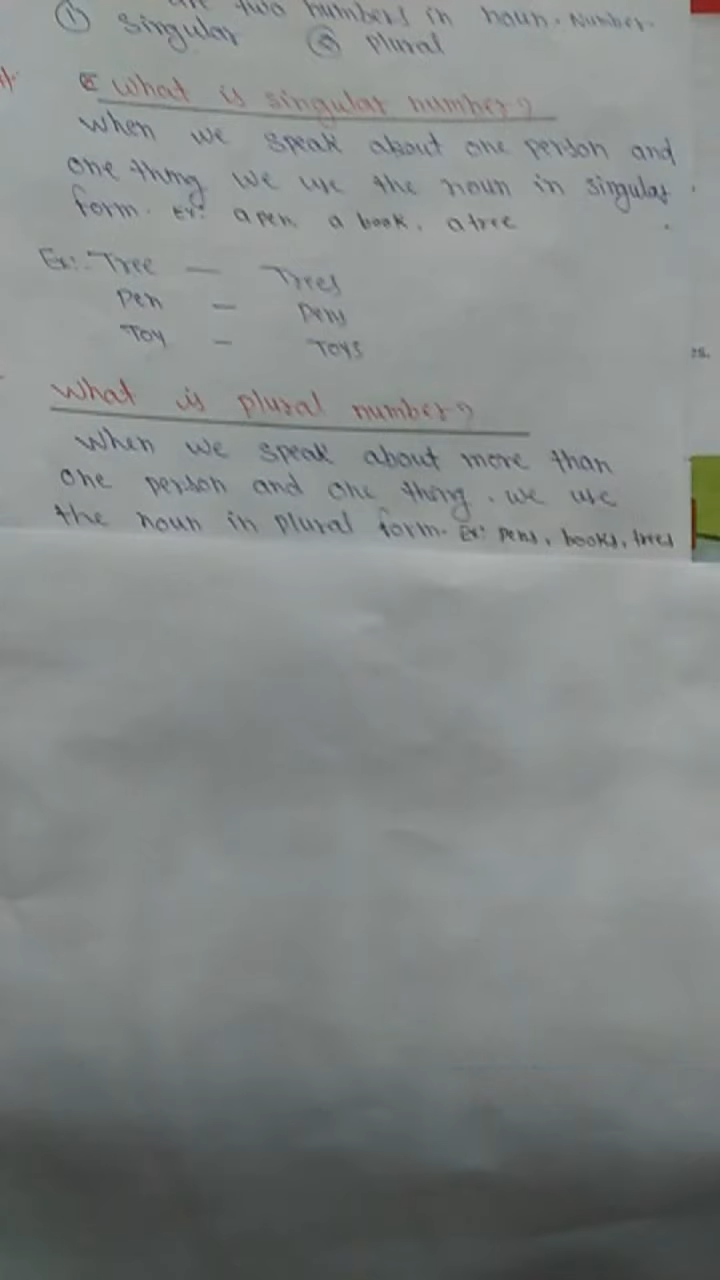 two numbers in noun. Number-
① Singular ② plural
What is singular number?
When we speak about one person and
one thing we use the noun in singular
form. Ex: a pen a book. a tree
Ex:- Tree — Trees
Pen — Pens
Toy — Toys
What is plural number?
When we speak about more than
one person and one thing. we use
the noun in plural form. Ex: pens, books, trees